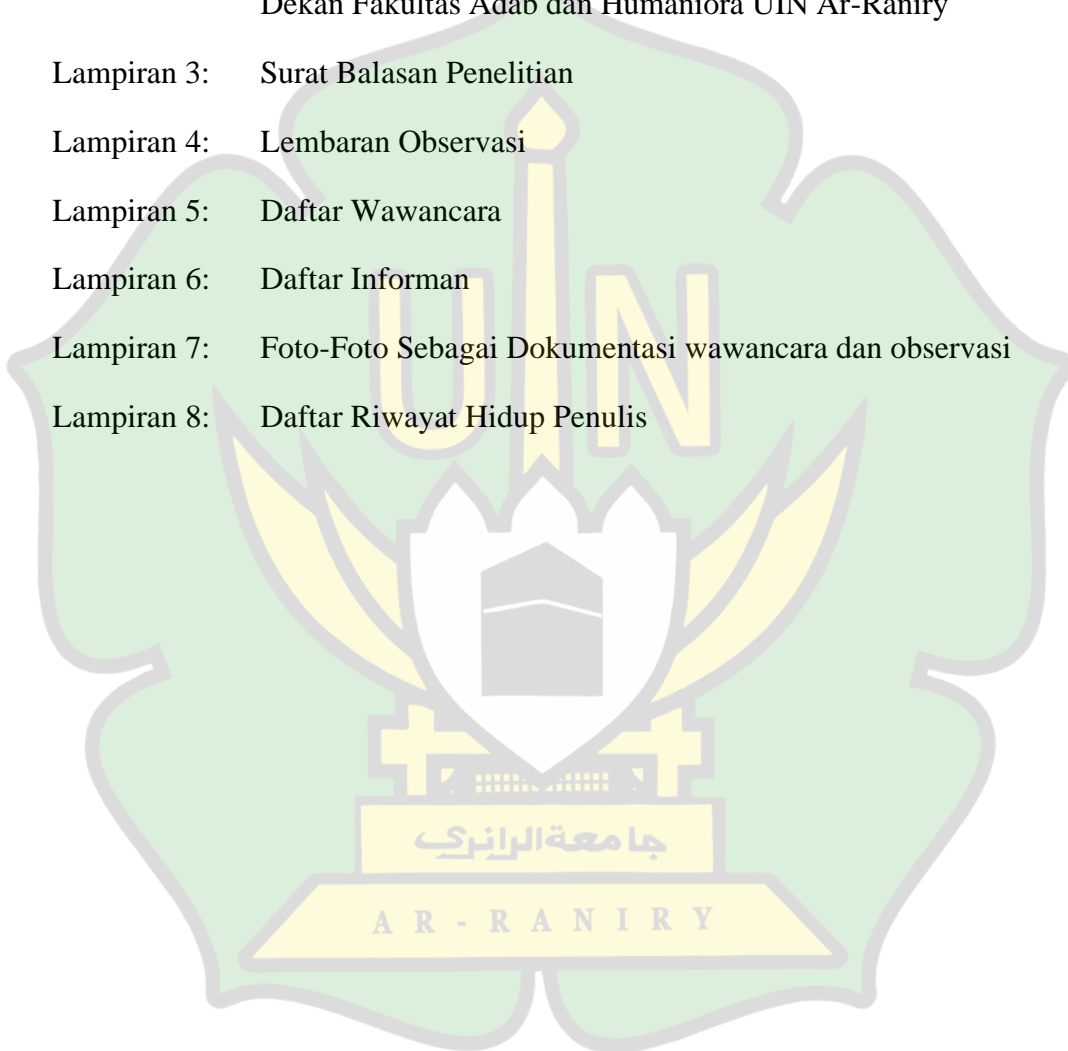 Dekan Fakultas Adab dan Humaniora UIN Ar-Raniry
Lampiran 3: Surat Balasan Penelitian
Lampiran 4: Lembaran Observasi
Lampiran 5: Daftar Wawancara
Lampiran 6: Daftar Informan
Lampiran 7: Foto-Foto Sebagai Dokumentasi wawancara dan observasi
Lampiran 8: Daftar Riwayat Hidup Penulis
UIN
جامعةالرانرك
AR-RANIRY